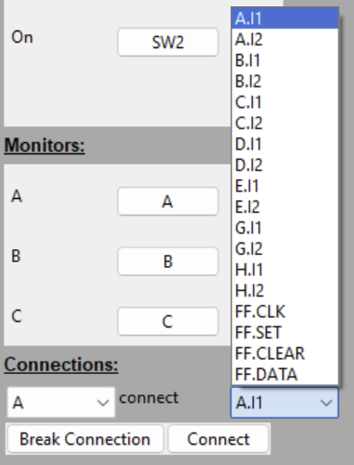 On
SW2
Monitors:
A
A
B
B
C
C
Connections:
A
connect
A.I1
Break Connection
Connect
A.I1
A.I2
B.I1
B.I2
C.I1
C.I2
D.I1
D.I2
E.I1
E.I2
G.I1
G.I2
H.I1
H.I2
FF.CLK
FF.SET
FF.CLEAR
FF.DATA